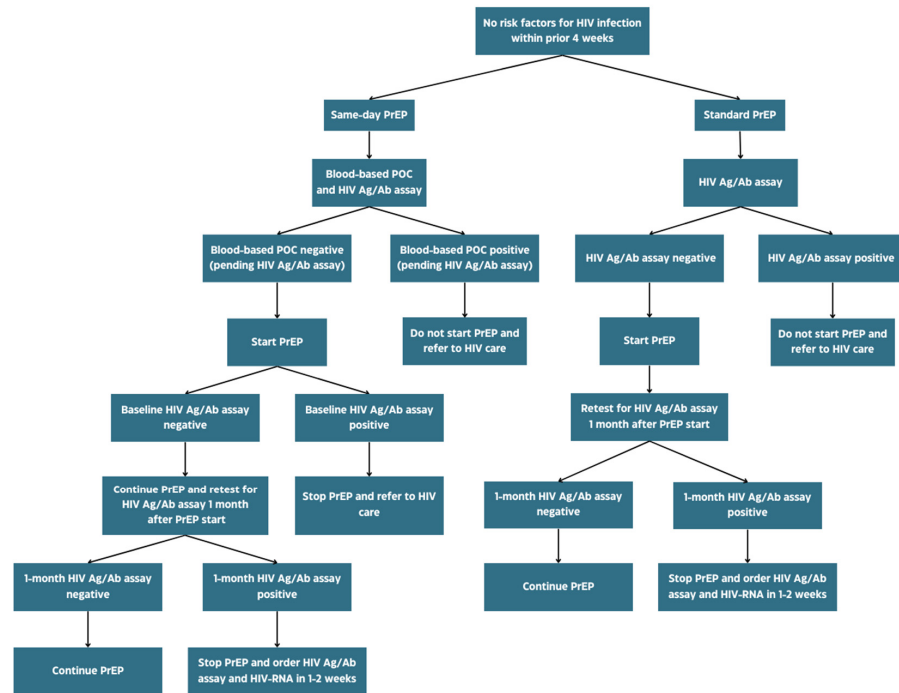 No risk factors for HIV infection
within prior 4 weeks
Same-day PrEP
Standard PrEP
Blood-based POC
and HIV Ag/Ab assay
HIV Ag/Ab assay
Blood-based POC negative
(pending HIV Ag/Ab assay)
Blood-based POC positive
(pending HIV Ag/Ab assay)
HIV Ag/Ab assay negative
HIV Ag/Ab assay positive
Start PrEP
Do not start PrEP and
refer to HIV care
Start PrEP
Do not start PrEP and
refer to HIV care
Baseline HIV Ag/Ab assay
negative
Baseline HIV Ag/Ab assay
positive
Retest for HIV Ag/Ab assay
1 month after PrEP start
Continue PrEP and retest for
HIV Ag/Ab assay 1 month
after PrEP start
Stop PrEP and refer to HIV
care
1-month HIV Ag/Ab assay
negative
1-month HIV Ag/Ab assay
positive
1-month HIV Ag/Ab assay
negative
1-month HIV Ag/Ab assay
positive
Continue PrEP
Stop PrEP and order HIV Ag/Ab
assay and HIV-RNA in 1-2 weeks
Continue PrEP
Stop PrEP and order HIV Ag/Ab
assay and HIV-RNA in 1-2 weeks